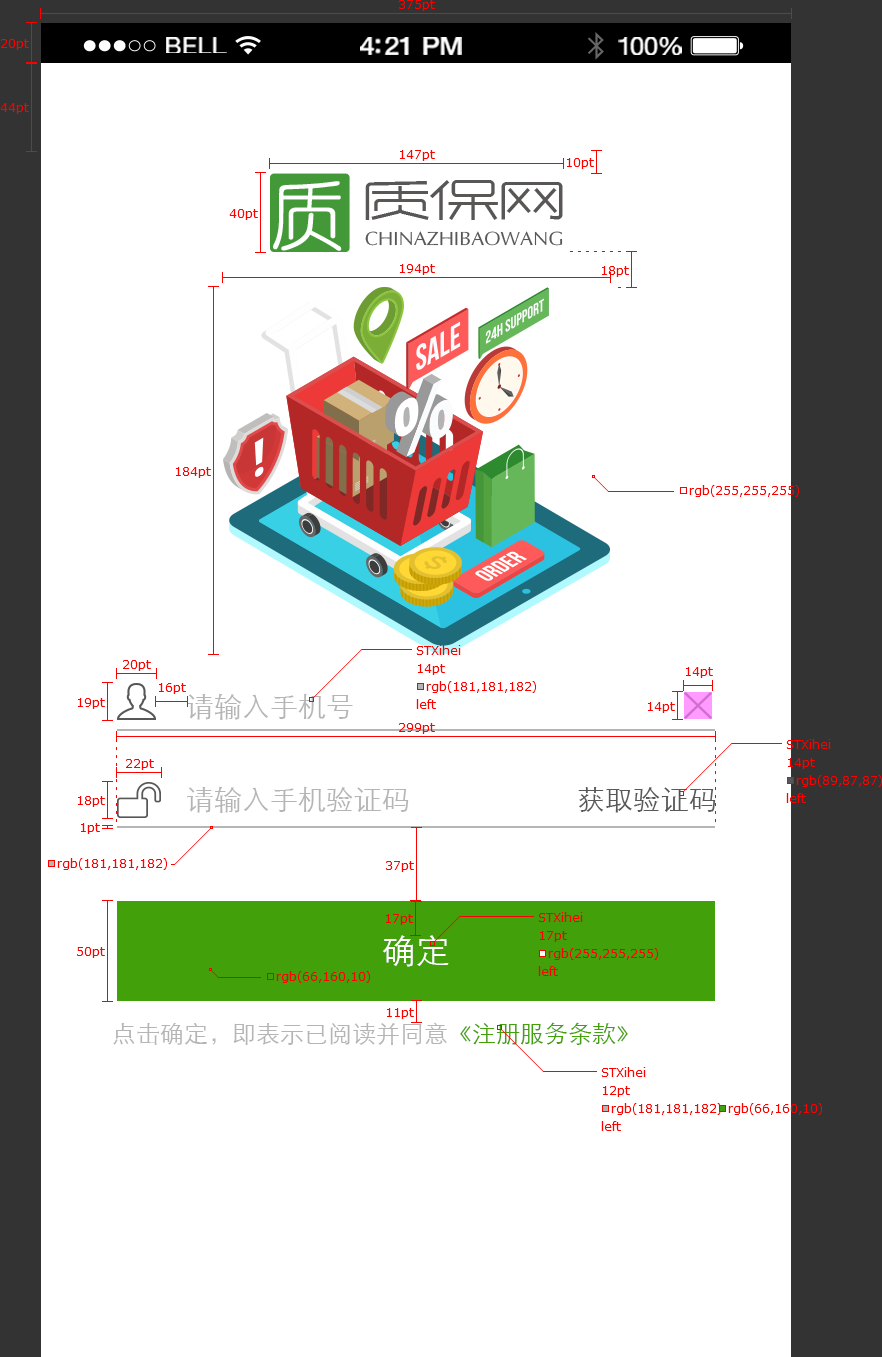 375pt
●●●○○ BELL 4:21 PM 100%
20pt
44pt
147pt
10pt
40pt
质 质保网
CHINAZHIBAOWANG
18pt
194pt
SALE
24H SUPPORT
184pt
rgb(255,255,255)
ORDER
STXihei
14pt
rgb(181,181,182)
left
20pt
16pt
19pt
请输入手机号
14pt
14pt
299pt
STXihei
14pt
rgb(89,87,87)
left
22pt
18pt
请输入手机验证码 获取验证码
1pt
rgb(181,181,182)
37pt
50pt
17pt
确定
STXihei
17pt
rgb(255,255,255)
left
rgb(66,160,10)
11pt
点击确定，即表示已阅读并同意《注册服务条款》
STXihei
12pt
rgb(181,181,182) rgb(66,160,10)
left